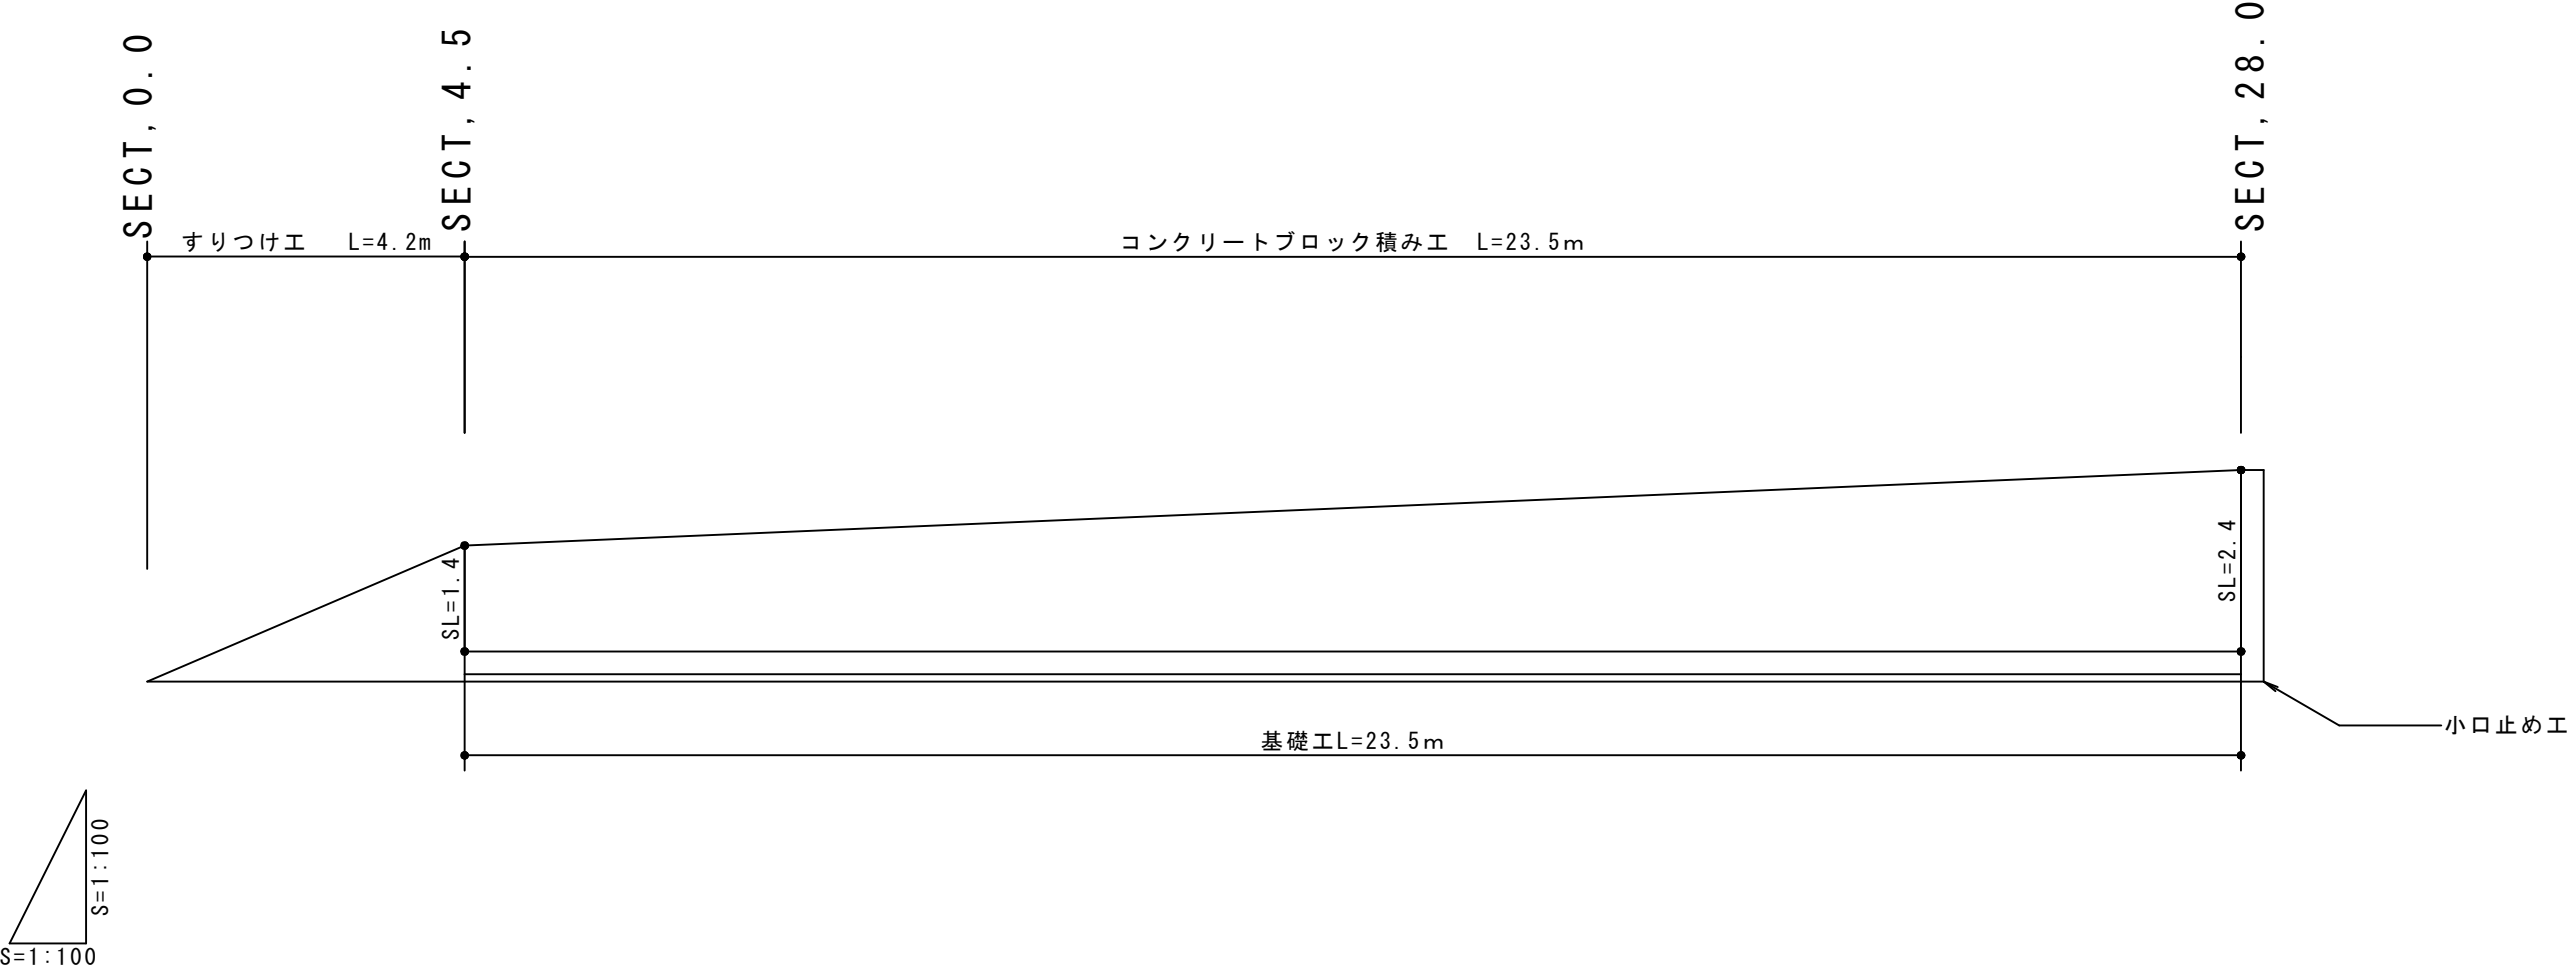 SECT,0.0
SECT,4.5
SECT,28.0
すりつけ工 L=4.2m
コンクリートブロック積み工 L=23.5m
SL=1.4
SL=2.4
基礎工L=23.5m
小口止め工
S=1:100
S=1:100